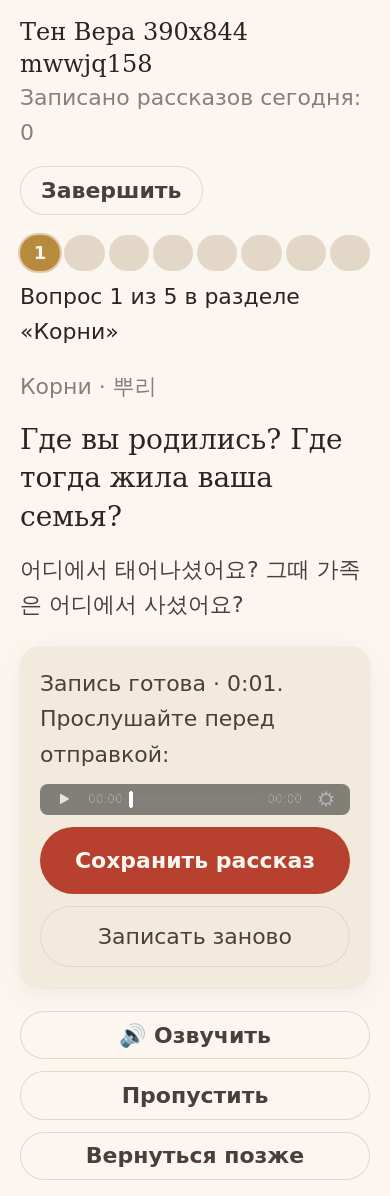 Тен Вера 390x844
mwwjq158
Записано рассказов сегодня:
0
Завершить
1
Вопрос 1 из 5 в разделе
«Корни»
Корни · 뿌리
Где вы родились? Где
тогда жила ваша
семья?
어디에서 태어나셨어요? 그때 가족
은 어디에서 사셨어요?
Запись готова · 0:01.
Прослушайте перед
отправкой:
00:00 00:00
Сохранить рассказ
Записать заново
🔊 Озвучить
Пропустить
Вернуться позже